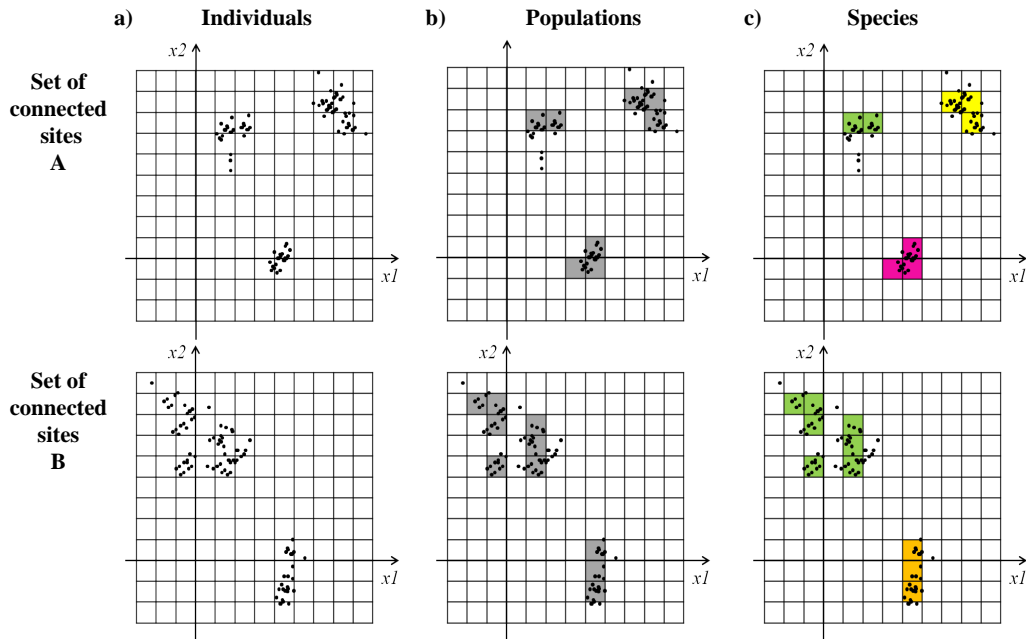 a) Individuals
b) Populations
c) Species
Set of
connected
sites
A
x2
x1
x2
x1
x2
x1
Set of
connected
sites
B
x2
x1
x2
x1
x2
x1